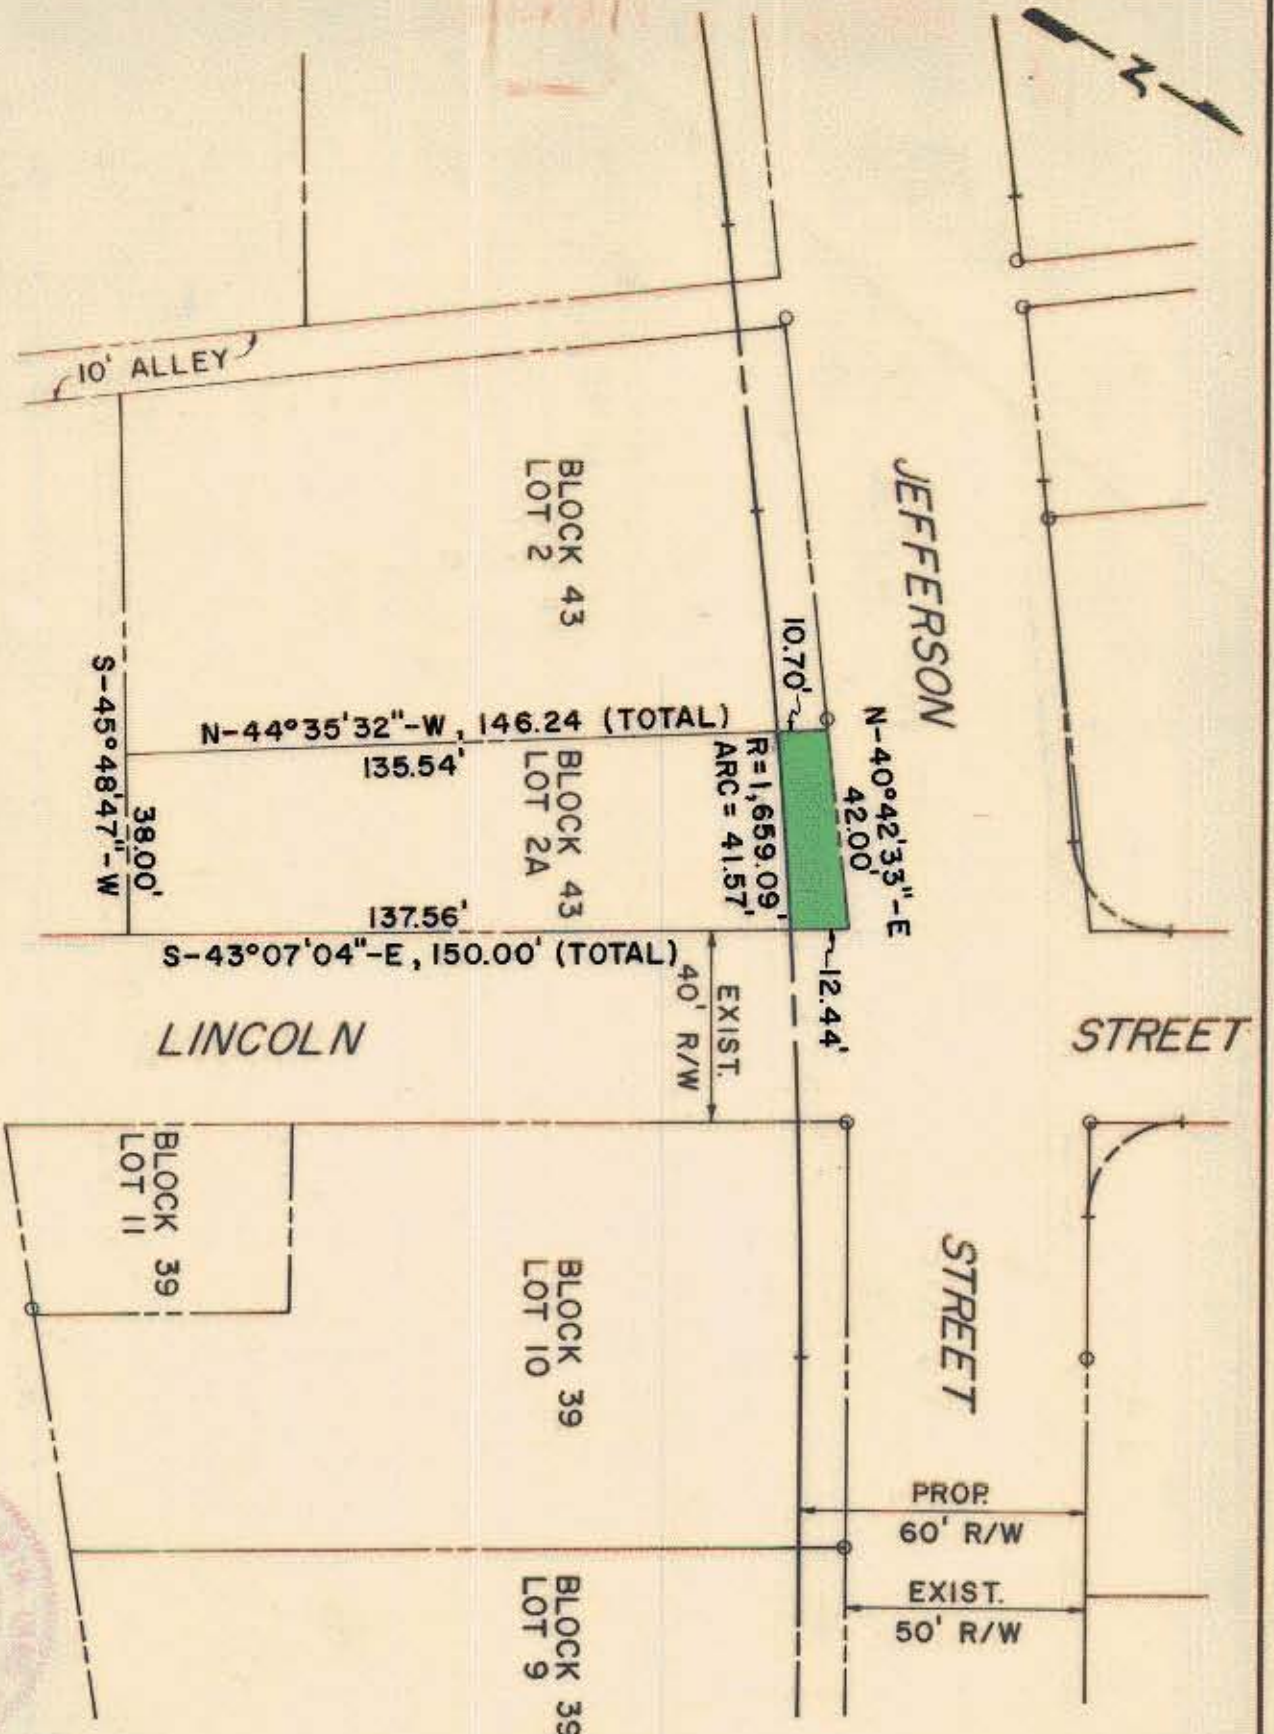 N
10' ALLEY
BLOCK 43
LOT 2
JEFFERSON
10.70'
N-40°42'33"-E
42.00'
N-44°35'32"-W, 146.24 (TOTAL)
135.54'
BLOCK 43
LOT 2A
R=1,659.09'
ARC = 41.57'
S-45°48'47"-W
38.00'
137.56'
S-43°07'04"-E, 150.00' (TOTAL)
12.44'
EXIST.
40' R/W
LINCOLN
STREET
BLOCK 39
LOT 11
BLOCK 39
LOT 10
STREET
PROP.
60' R/W
EXIST.
50' R/W
BLOCK 39
LOT 9